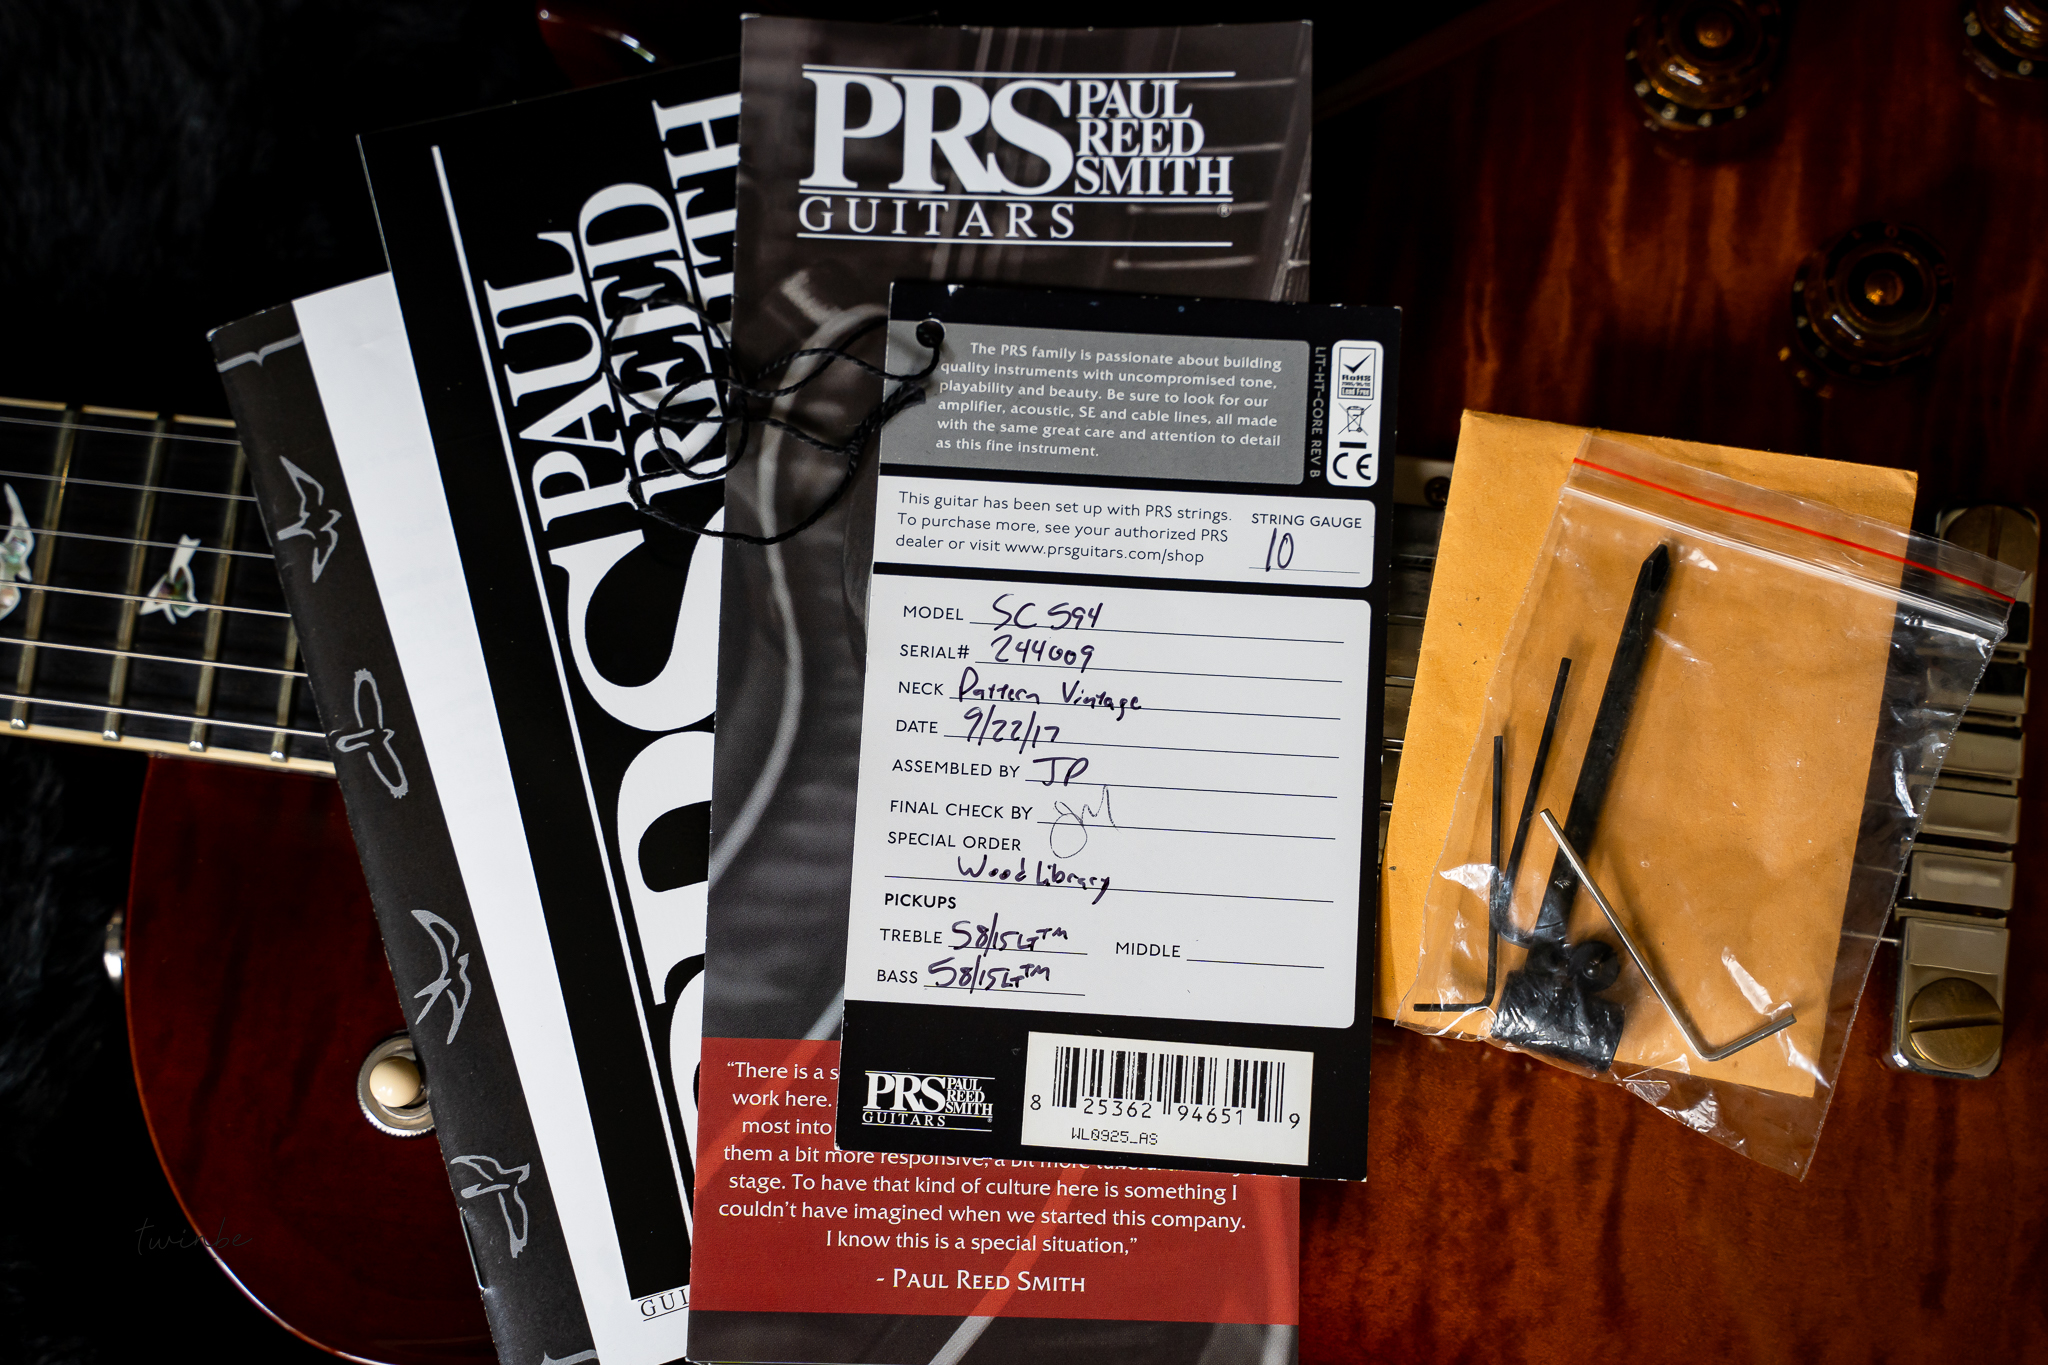 PRS PAUL
REED
SMITH
GUITARS
PAUL
REED
The PRS family is passionate about building
quality instruments with uncompromised tone,
playability and beauty. Be sure to look for our
amplifier, acoustic, SE and cable lines, all made
with the same great care and attention to detail
as this fine instrument.
LIT-HT-CORE REV B
RoHS
Lead Free
CE
This guitar has been set up with PRS strings.
To purchase more, see your authorized PRS
dealer or visit www.prsguitars.com/shop
STRING GAUGE
10
MODEL SC 594
SERIAL# 244009
NECK Pattern Vintage
DATE 9/22/17
ASSEMBLED BY JP
FINAL CHECK BY JM
SPECIAL ORDER
Wood Library
PICKUPS
TREBLE 58/15LT™ MIDDLE
BASS 58/15LT™
PRS PAUL
REED
SMITH
GUITARS
8 25362 94651 9
WL0925_AS
"There is a s
work here.
most into
them a bit more responsive, a bit more
stage. To have that kind of culture here is something I
couldn't have imagined when we started this company.
I know this is a special situation,"
- PAUL REED SMITH
GUI
twinbe